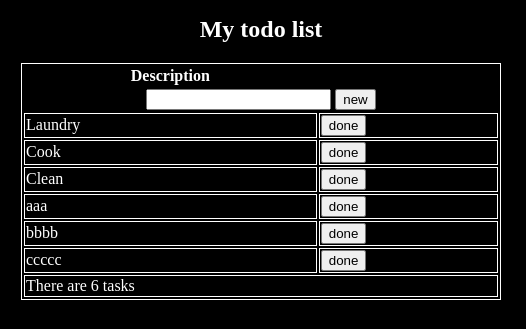 My todo list
Description
new
Laundry done
Cook done
Clean done
aaa done
bbbb done
ccccc done
There are 6 tasks